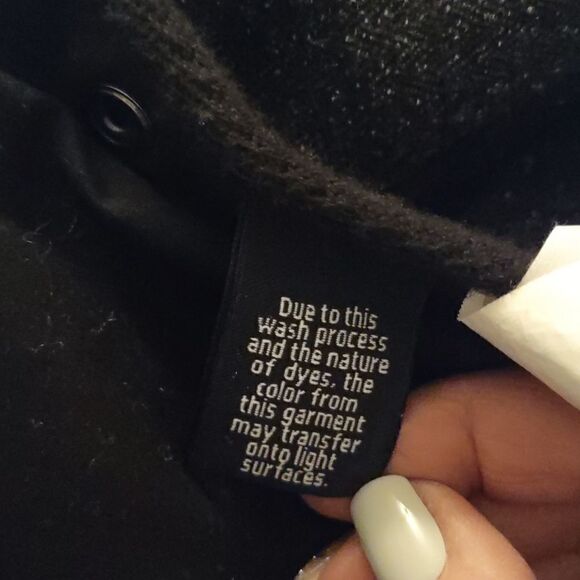 Due to this
wash process
and the nature
of dyes, the
color from
this garment
may transfer
onto light
surfaces.